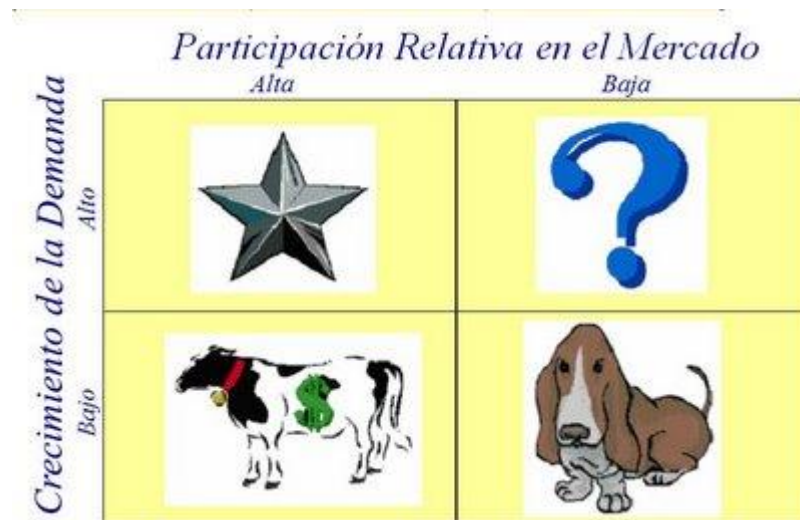 Participación Relativa en el Mercado
Alta
Baja
Crecimiento de la Demanda
Alto
?
Bajo
$